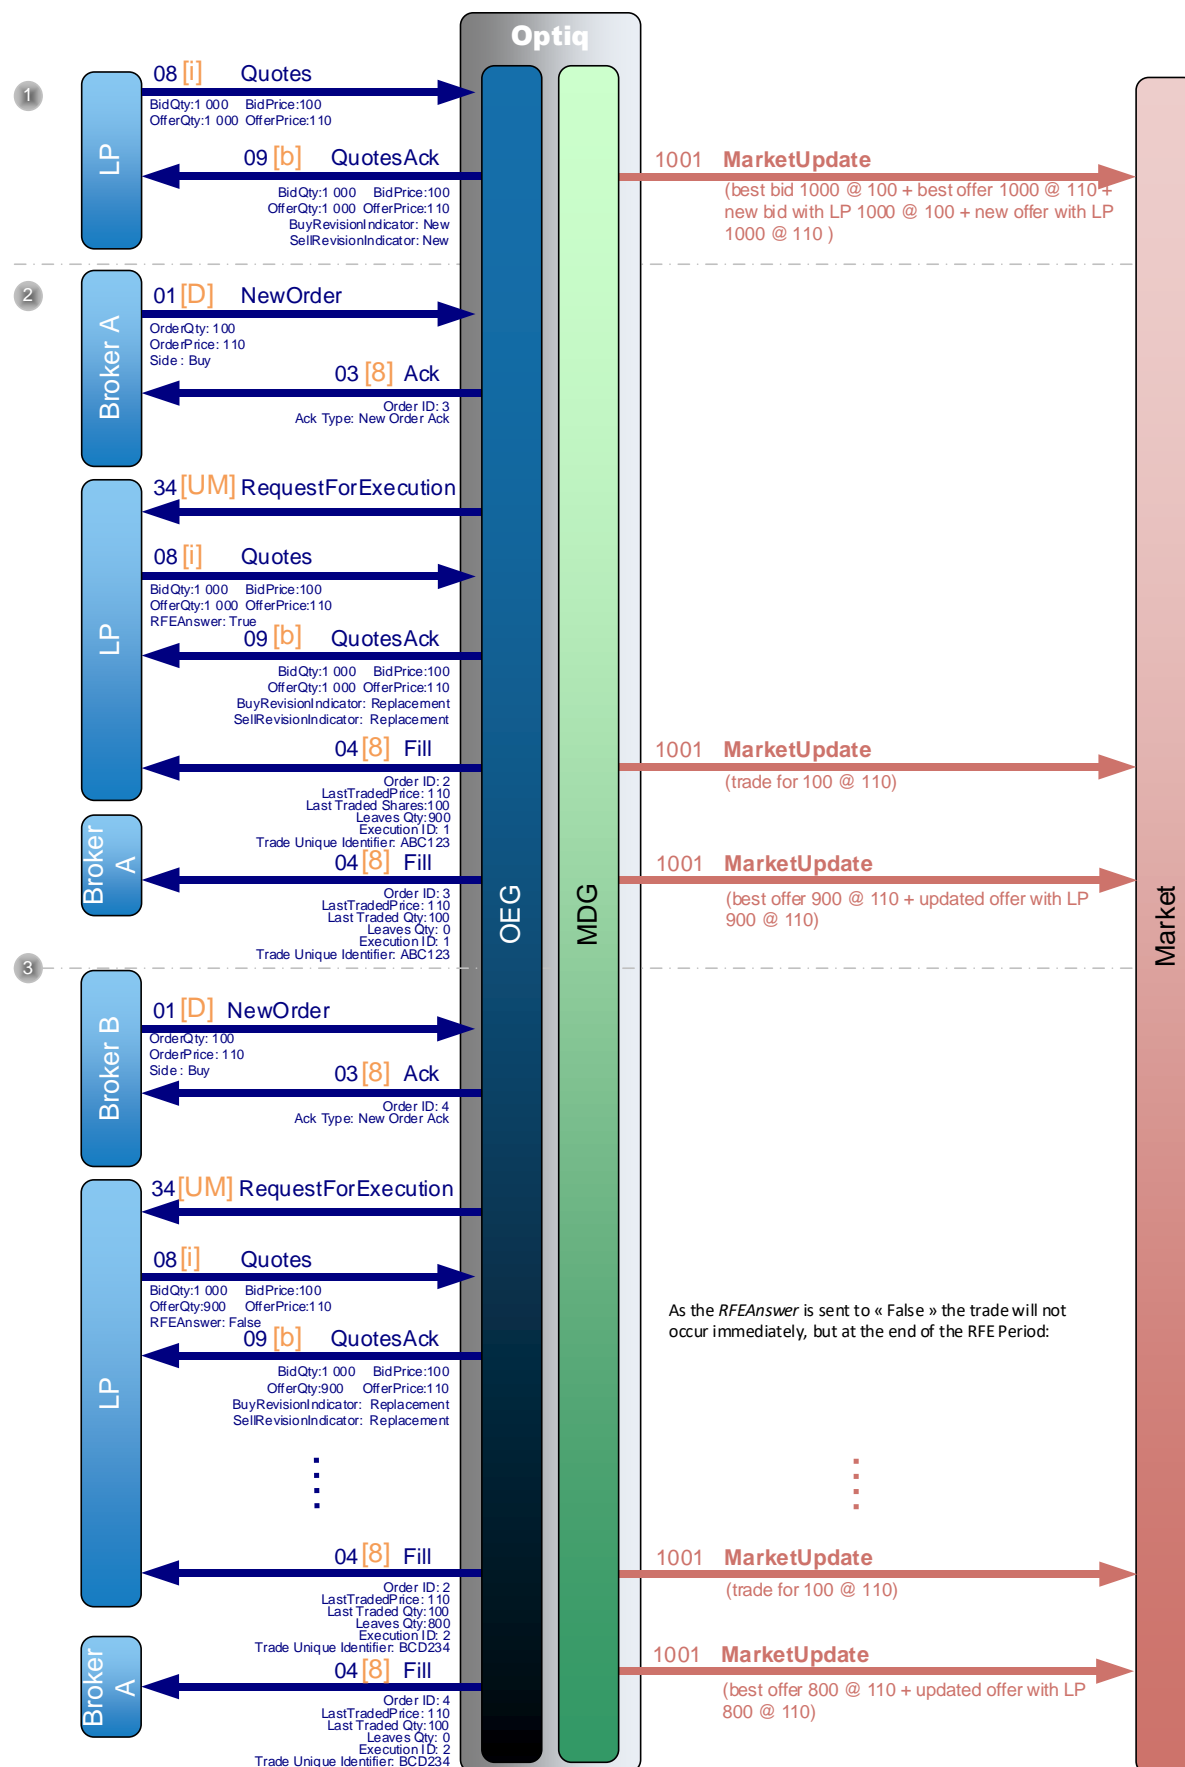 Optiq
1
LP
08 [i] Quotes
BidQty:1 000 BidPrice:100
OfferQty:1 000 OfferPrice:110
09 [b] QuotesAck
BidQty:1 000 BidPrice:100
OfferQty:1 000 OfferPrice:110
BuyRevisionIndicator: New
SellRevisionIndicator: New
1001 MarketUpdate
(best bid 1000 @ 100 + best offer 1000 @ 110 +
new bid with LP 1000 @ 100 + new offer with LP
1000 @ 110 )
2
Broker A
01 [D] NewOrder
OrderQty: 100
OrderPrice: 110
Side : Buy
03 [8] Ack
Order ID: 3
Ack Type: New Order Ack
LP
34 [UM] RequestForExecution
08 [i] Quotes
BidQty:1 000 BidPrice:100
OfferQty:1 000 OfferPrice:110
RFEAnswer: True
09 [b] QuotesAck
BidQty:1 000 BidPrice:100
OfferQty:1 000 OfferPrice:110
BuyRevisionIndicator: Replacement
SellRevisionIndicator: Replacement
04 [8] Fill
Order ID: 2
LastTradedPrice: 110
Last Traded Shares:100
Leaves Qty:900
Execution ID: 1
Trade Unique Identifier: ABC123
1001 MarketUpdate
(trade for 100 @ 110)
Broker
A
04 [8] Fill
Order ID: 3
LastTradedPrice: 110
Last Traded Qty:100
Leaves Qty: 0
Execution ID: 1
Trade Unique Identifier: ABC123
1001 MarketUpdate
(best offer 900 @ 110 + updated offer with LP
900 @ 110)
OEG
MDG
Market
3
Broker B
01 [D] NewOrder
OrderQty: 100
OrderPrice: 110
Side : Buy
03 [8] Ack
Order ID: 4
Ack Type: New Order Ack
LP
34 [UM] RequestForExecution
08 [i] Quotes
BidQty:1 000 BidPrice:100
OfferQty:900 OfferPrice:110
RFEAnswer: False
As the RFEAnswer is sent to « False » the trade will not
occur immediately, but at the end of the RFE Period:
09 [b] QuotesAck
BidQty:1 000 BidPrice:100
OfferQty:900 OfferPrice:110
BuyRevisionIndicator: Replacement
SellRevisionIndicator: Replacement
04 [8] Fill
Order ID: 2
LastTradedPrice: 110
Last Traded Qty:100
Leaves Qty:800
Execution ID: 2
Trade Unique Identifier: BCD234
1001 MarketUpdate
(trade for 100 @ 110)
Broker
A
04 [8] Fill
Order ID: 4
LastTradedPrice: 110
Last Traded Qty:100
Leaves Qty: 0
Execution ID: 2
Trade Unique Identifier: BCD234
1001 MarketUpdate
(best offer 800 @ 110 + updated offer with LP
800 @ 110)